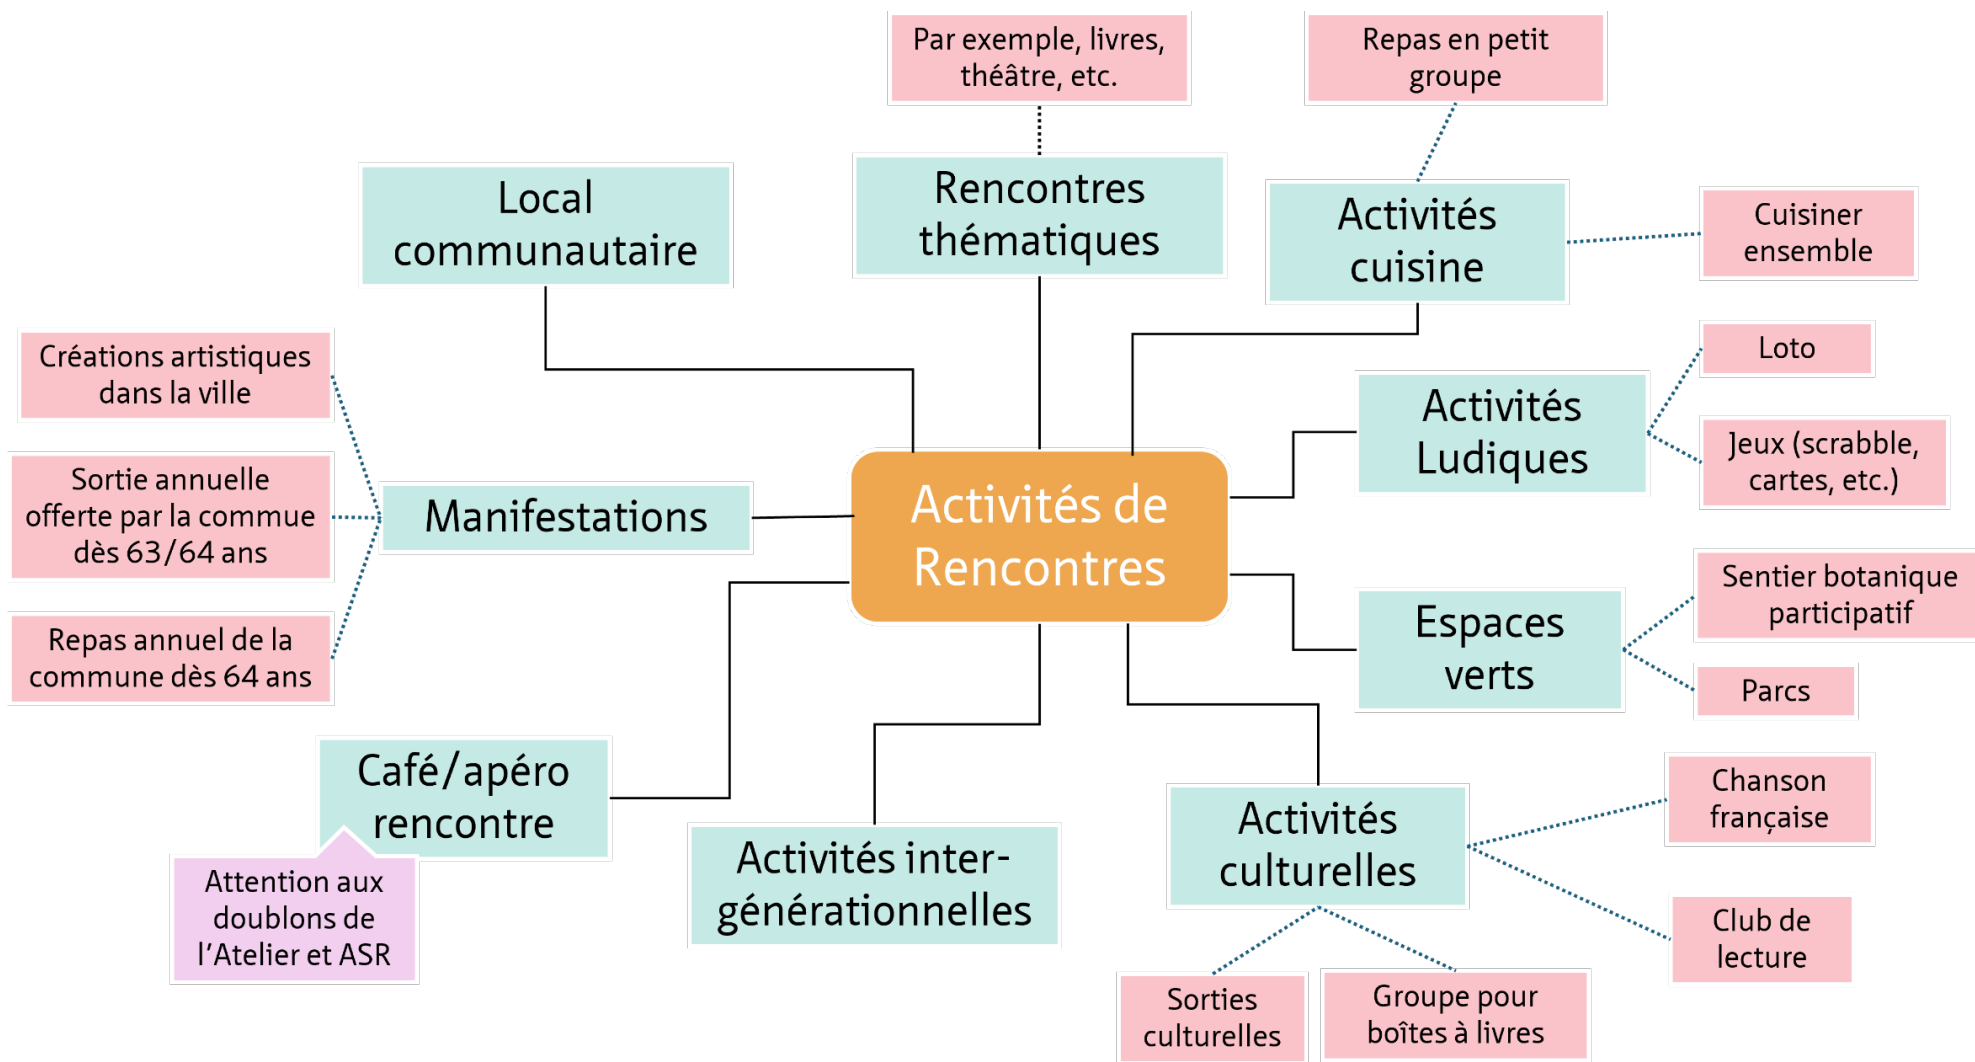 Par exemple, livres,
théâtre, etc.
Repas en petit
groupe
Local
communautaire
Rencontres
thématiques
Activités
cuisine
Cuisiner
ensemble
Créations artistiques
dans la ville
Sortie annuelle
offerte par la commue
dès 63/64 ans
Repas annuel de la
commune dès 64 ans
Manifestations
Activités de
Rencontres
Activités
Ludiques
Loto
Jeux (scrabble,
cartes, etc.)
Espaces
verts
Sentier botanique
participatif
Parcs
Café/apéro
rencontre
Attention aux
doublons de
l'Atelier et ASR
Activités inter-
générationnelles
Activités
culturelles
Chanson
française
Club de
lecture
Sorties
culturelles
Groupe pour
boîtes à livres